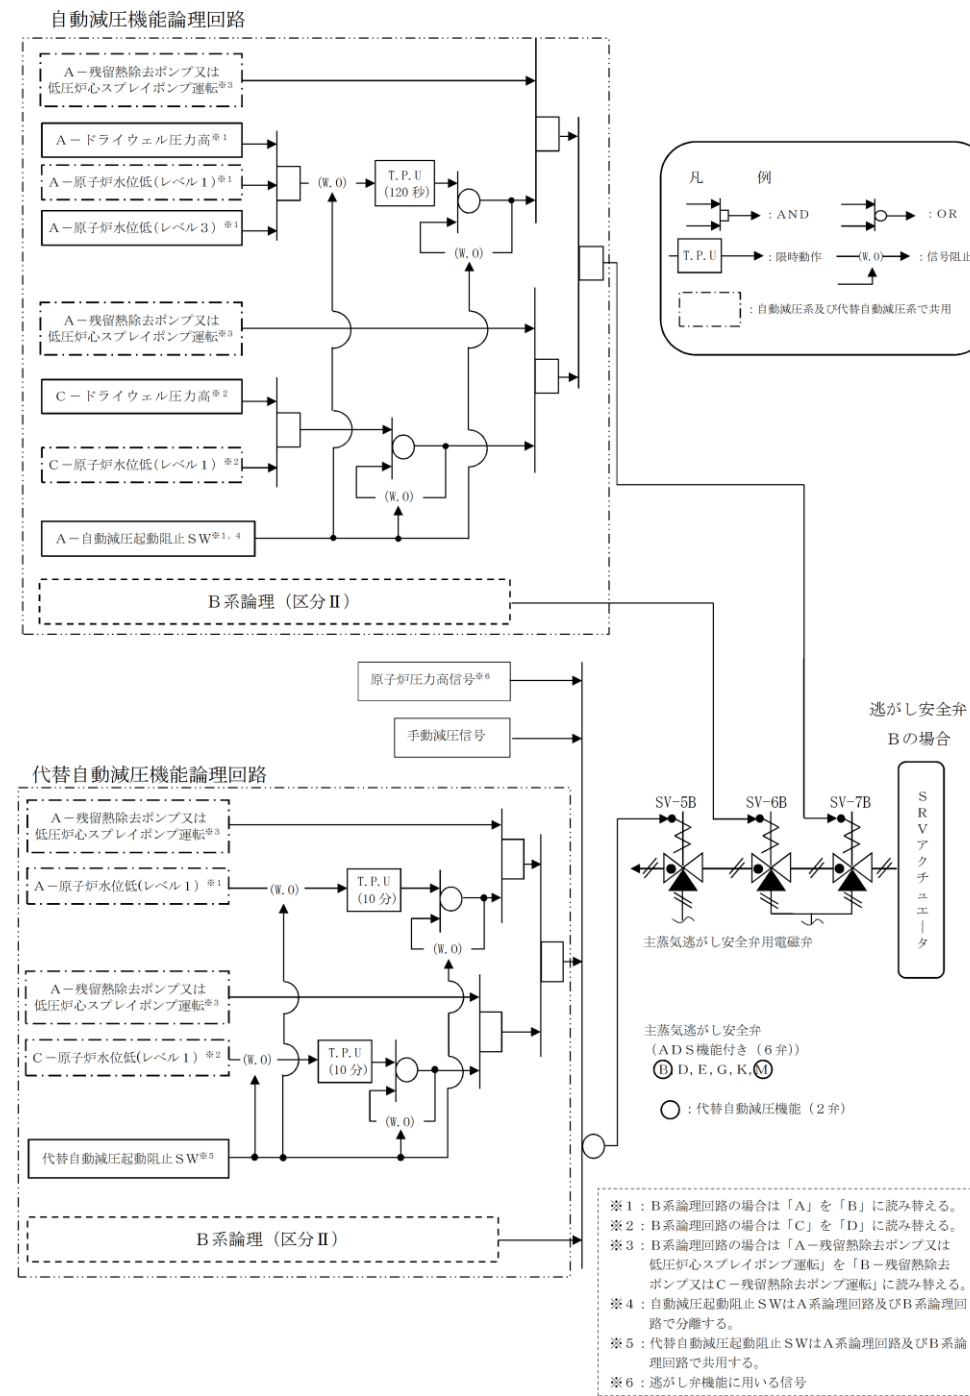 自動減圧機能論理回路
A－残留熱除去ポンプ又は
低圧炉心スプレイポンプ運転※3
A－ドライウェル圧力高※1
A－原子炉水位低(レベル1)※1
A－原子炉水位低(レベル3)※1
(W.O)
T.P.U
(120秒)
(W.O)
A－残留熱除去ポンプ又は
低圧炉心スプレイポンプ運転※3
C－ドライウェル圧力高※2
C－原子炉水位低(レベル1)※2
(W.O)
A－自動減圧起動阻止SW※1,4
B系論理（区分Ⅱ）
凡　例
：AND
：OR
T.P.U
：限時動作
(W.O)
：信号阻止
：自動減圧系及び代替自動減圧系で共用
原子炉圧力高信号※6
手動減圧信号
逃がし安全弁
Bの場合
代替自動減圧機能論理回路
A－残留熱除去ポンプ又は
低圧炉心スプレイポンプ運転※3
A－原子炉水位低(レベル1)※1
(W.O)
T.P.U
(10分)
(W.O)
A－残留熱除去ポンプ又は
低圧炉心スプレイポンプ運転※3
C－原子炉水位低(レベル1)※2
(W.O)
T.P.U
(10分)
(W.O)
代替自動減圧起動阻止SW※5
B系論理（区分Ⅱ）
SV-5B
SV-6B
SV-7B
SRVアクチュエータ
主蒸気逃がし安全弁用電磁弁
主蒸気逃がし安全弁
（ADS機能付き（6弁））
B, D, E, G, K, M
：代替自動減圧機能（2弁）
※1：B系論理回路の場合は「A」を「B」に読み替える。
※2：B系論理回路の場合は「C」を「D」に読み替える。
※3：B系論理回路の場合は「A－残留熱除去ポンプ又は
低圧炉心スプレイポンプ運転」を「B－残留熱除去
ポンプ又はC－残留熱除去ポンプ運転」に読み替える。
※4：自動減圧起動阻止SWはA系論理回路及びB系論理回
路で分離する。
※5：代替自動減圧起動阻止SWはA系論理回路及びB系論
理回路で共用する。
※6：逃がし弁機能に用いる信号